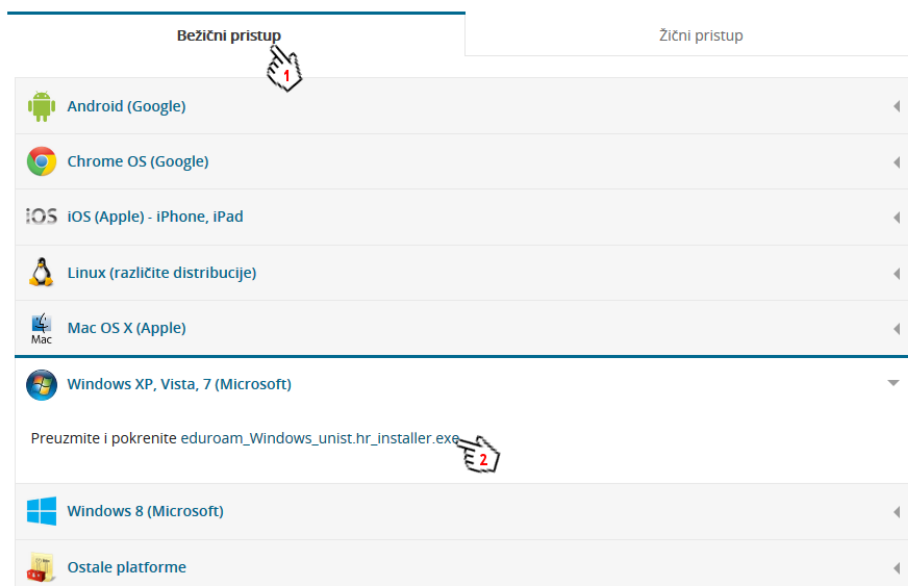 Bežični pristup
Žični pristup
1
Android (Google)
Chrome OS (Google)
iOS iOS (Apple) - iPhone, iPad
Linux (različite distribucije)
Mac Mac OS X (Apple)
Windows XP, Vista, 7 (Microsoft)
Preuzmite i pokrenite eduroam_Windows_unist.hr_installer.exe
2
Windows 8 (Microsoft)
Ostale platforme